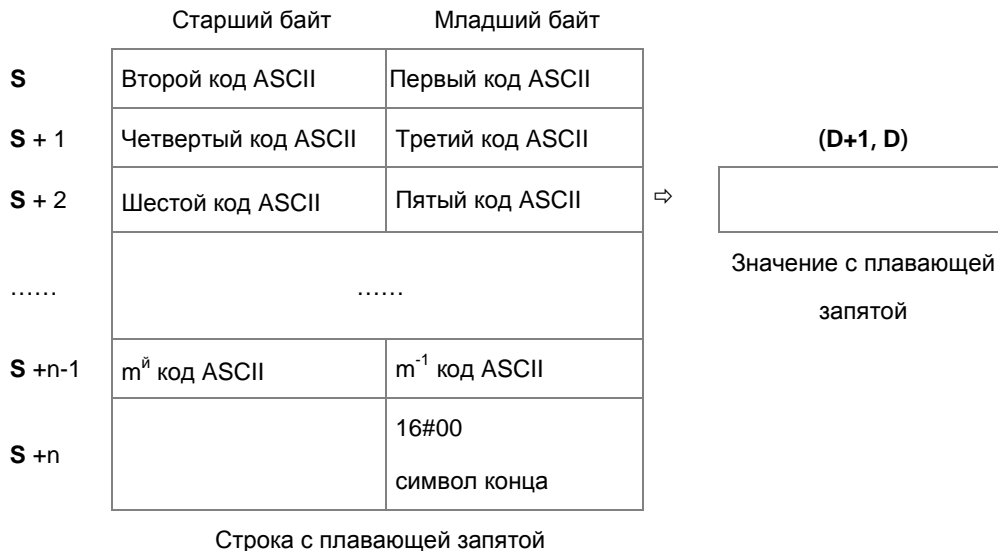 Старший байт Младший байт
S Второй код ASCII Первый код ASCII
S + 1 Четвертый код ASCII Третий код ASCII (D+1, D)
S + 2 Шестой код ASCII Пятый код ASCII ⇨
Значение с плавающей
запятой
…… ……
S +n-1 mй код ASCII m-1 код ASCII
S +n 16#00
символ конца
Строка с плавающей запятой